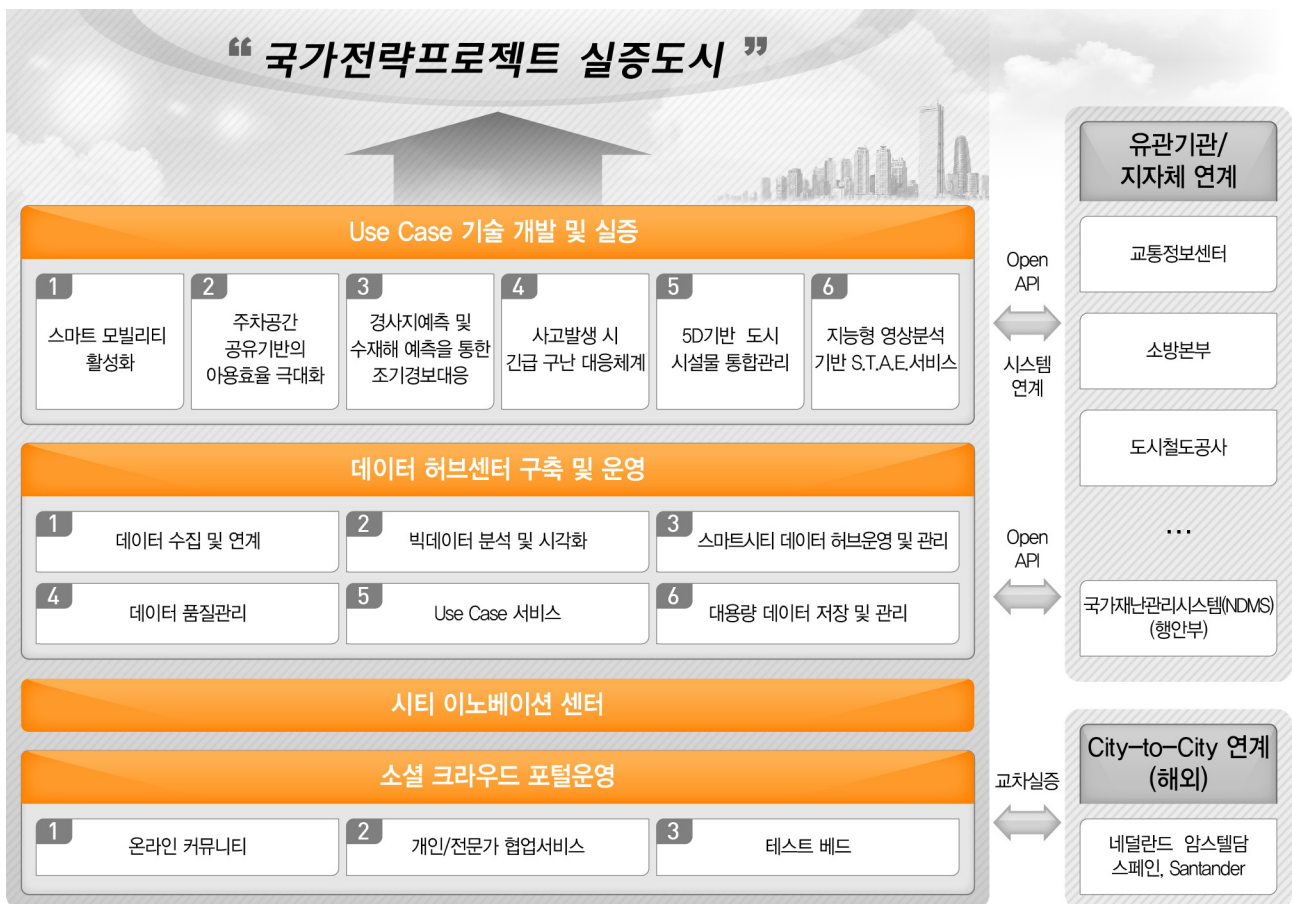 “ 국가전략프로젝트 실증도시 ”
Use Case 기술 개발 및 실증
1
스마트 모빌리티
활성화
2
주차공간
공유기반의
아용효율 극대화
3
경사지예측 및
수재해 예측을 통한
조기경보대응
4
사고발생 시
긴급 구난 대응체계
5
5D기반 도시
시설물 통합관리
6
지능형 영상분석
기반 S.T.A.E.서비스
데이터 허브센터 구축 및 운영
1
데이터 수집 및 연계
2
빅데이터 분석 및 시각화
3
스마트시티 데이터 허브운영 및 관리
4
데이터 품질관리
5
Use Case 서비스
6
대용량 데이터 저장 및 관리
시티 이노베이션 센터
소셜 크라우드 포털운영
1
온라인 커뮤니티
2
개인/전문가 협업서비스
3
테스트 베드
Open
API
시스템
연계
Open
API
교차실증
유관기관/
지자체 연계
교통정보센터
소방본부
도시철도공사
...
국가재난관리시스템(NDMS)
(행안부)
City-to-City 연계
(해외)
네덜란드 암스텔담
스페인, Santander